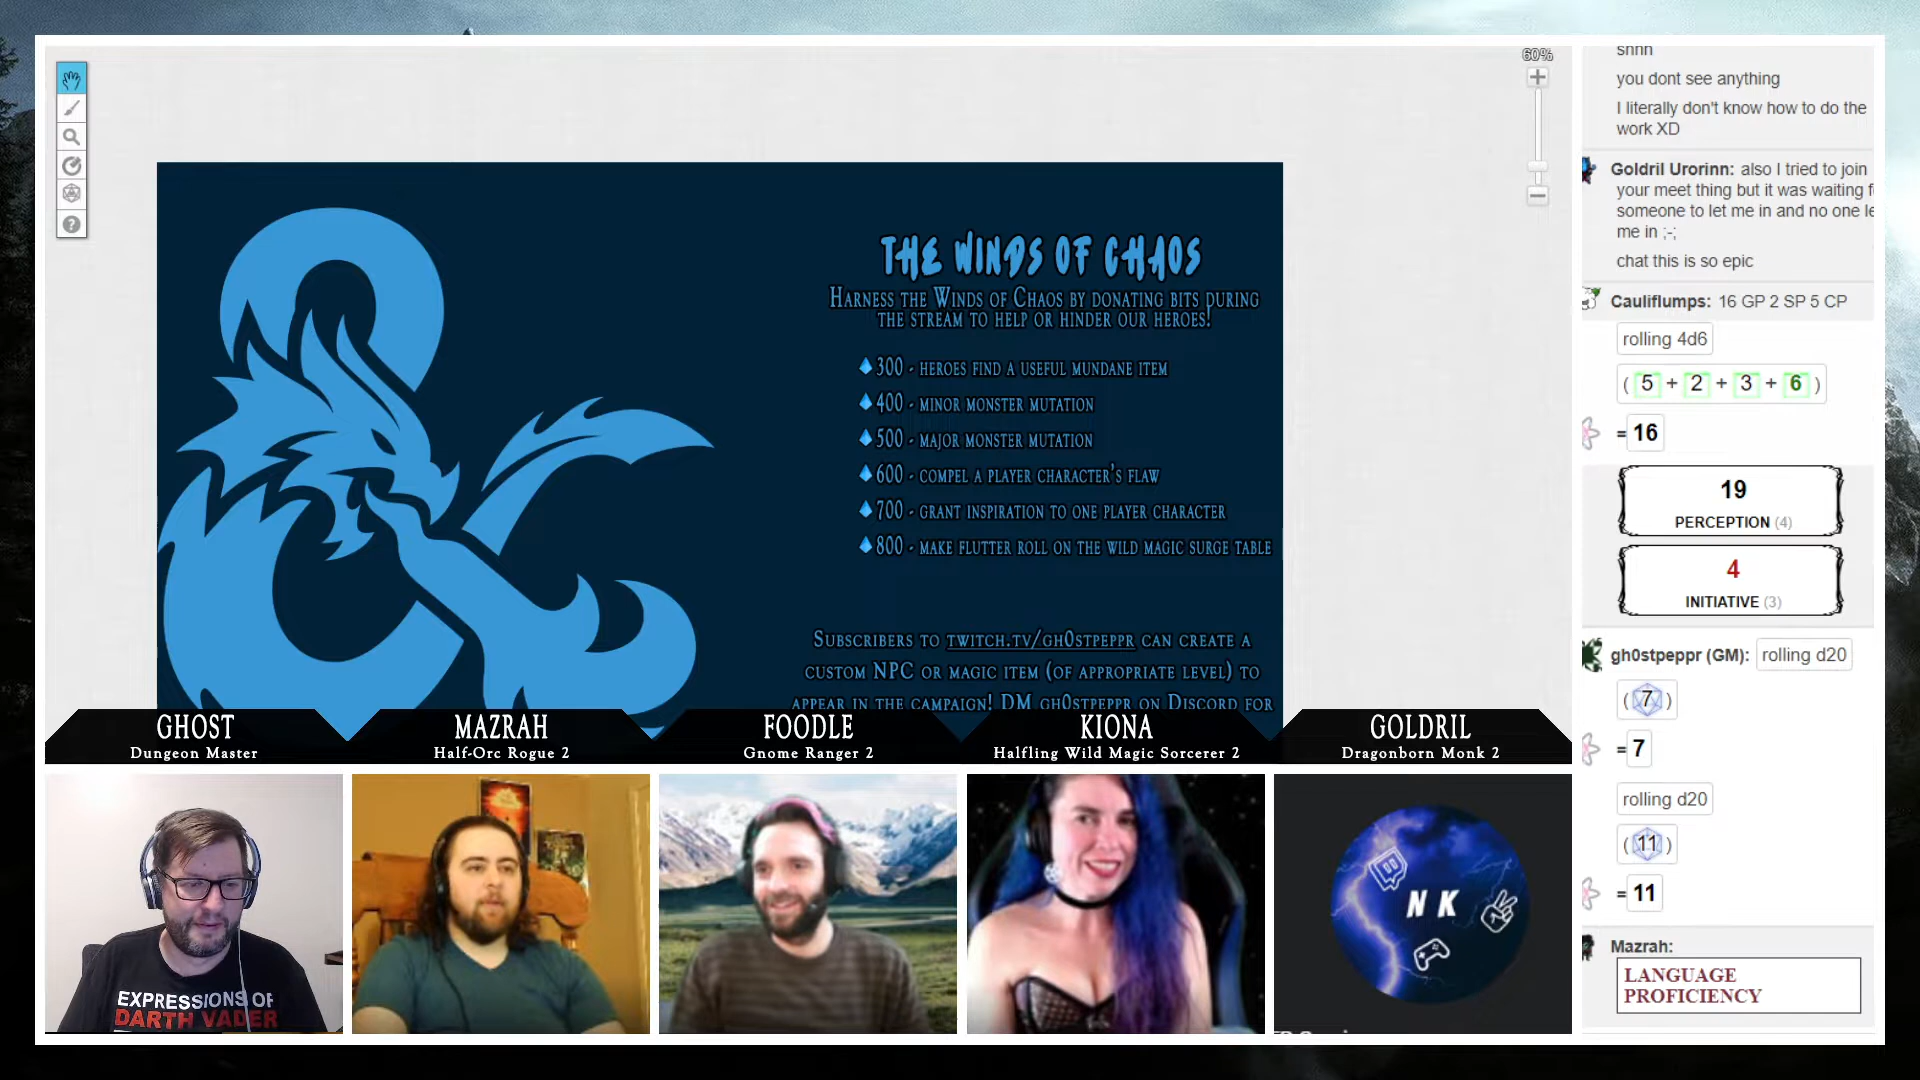 60%
THE WINDS OF CHAOS
HARNESS THE WINDS OF CHAOS BY DONATING BITS DURING
THE STREAM TO HELP OR HINDER OUR HEROES!
300 - HEROES FIND A USEFUL MUNDANE ITEM
400 - MINOR MONSTER MUTATION
500 - MAJOR MONSTER MUTATION
600 - COMPEL A PLAYER CHARACTER'S FLAW
700 - GRANT INSPIRATION TO ONE PLAYER CHARACTER
800 - MAKE FLUTTER ROLL ON THE WILD MAGIC SURGE TABLE
SUBSCRIBERS TO TWITCH.TV/GH0STPEPPR CAN CREATE A
CUSTOM NPC OR MAGIC ITEM (OF APPROPRIATE LEVEL) TO
APPEAR IN THE CAMPAIGN! DM GH0STPEPPR ON DISCORD FOR
GHOST
Dungeon Master
MAZRAH
Half-Orc Rogue 2
FOODLE
Gnome Ranger 2
KIONA
Halfling Wild Magic Sorcerer 2
GOLDRIL
Dragonborn Monk 2
EXPRESSIONS OF
DARTH VADER
N K
you dont see anything
I literally don't know how to do the
work XD
Goldril Urorinn: also I tried to join
your meet thing but it was waiting
someone to let me in and no one
me in ;-;
chat this is so epic
Cauliflumps: 16 GP 2 SP 5 CP
rolling 4d6
(5+2+3+6)
=16
19
PERCEPTION (4)
4
INITIATIVE (3)
gh0stpeppr (GM): rolling d20
(7)
=7
rolling d20
(11)
=11
Mazrah:
LANGUAGE
PROFICIENCY